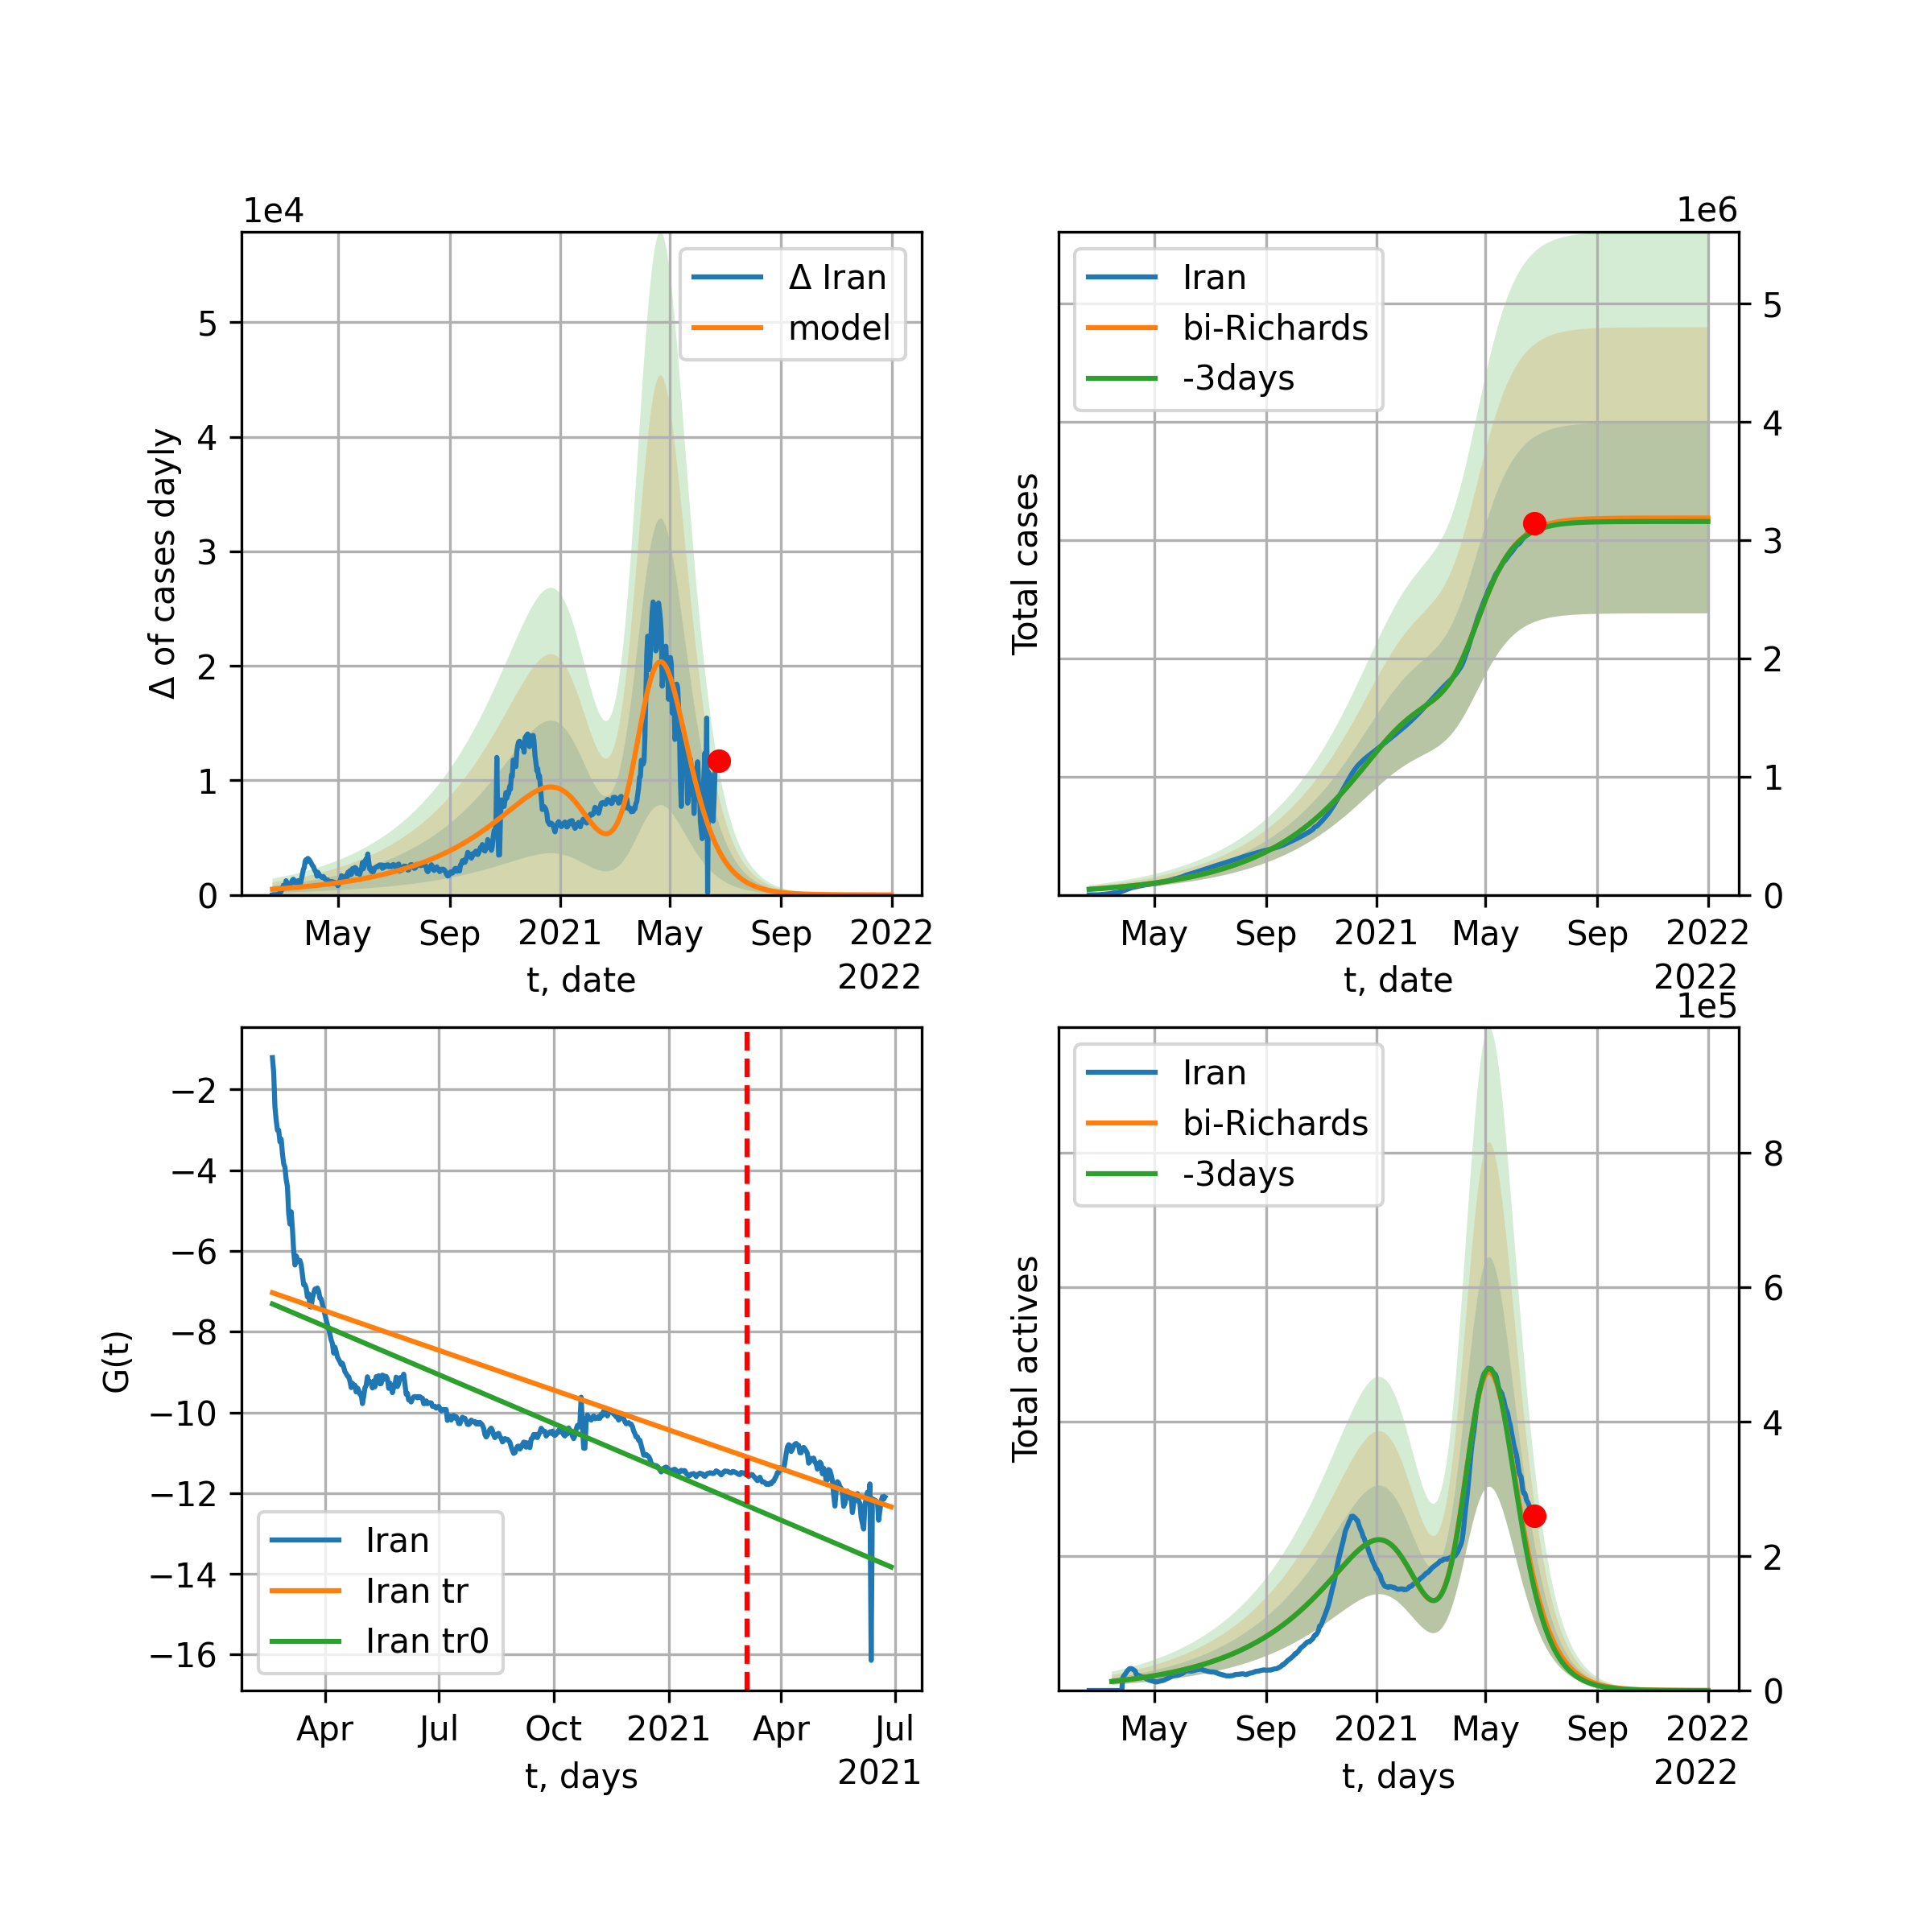 1e4
Δ of cases dayly
5
4
3
2
1
0
Δ Iran
model
May Sep 2021 May Sep 2022
t, date 2022
1e6
Total cases
Iran
bi-Richards
-3days
5
4
3
2
1
0
May Sep 2021 May Sep 2022
t, date 2022
G(t)
−2
−4
−6
−8
−10
−12
−14
−16
Iran
Iran tr
Iran tr0
Apr Jul Oct 2021 Apr Jul
t, days 2021
1e5
Total actives
Iran
bi-Richards
-3days
8
6
4
2
0
May Sep 2021 May Sep 2022
t, days 2022